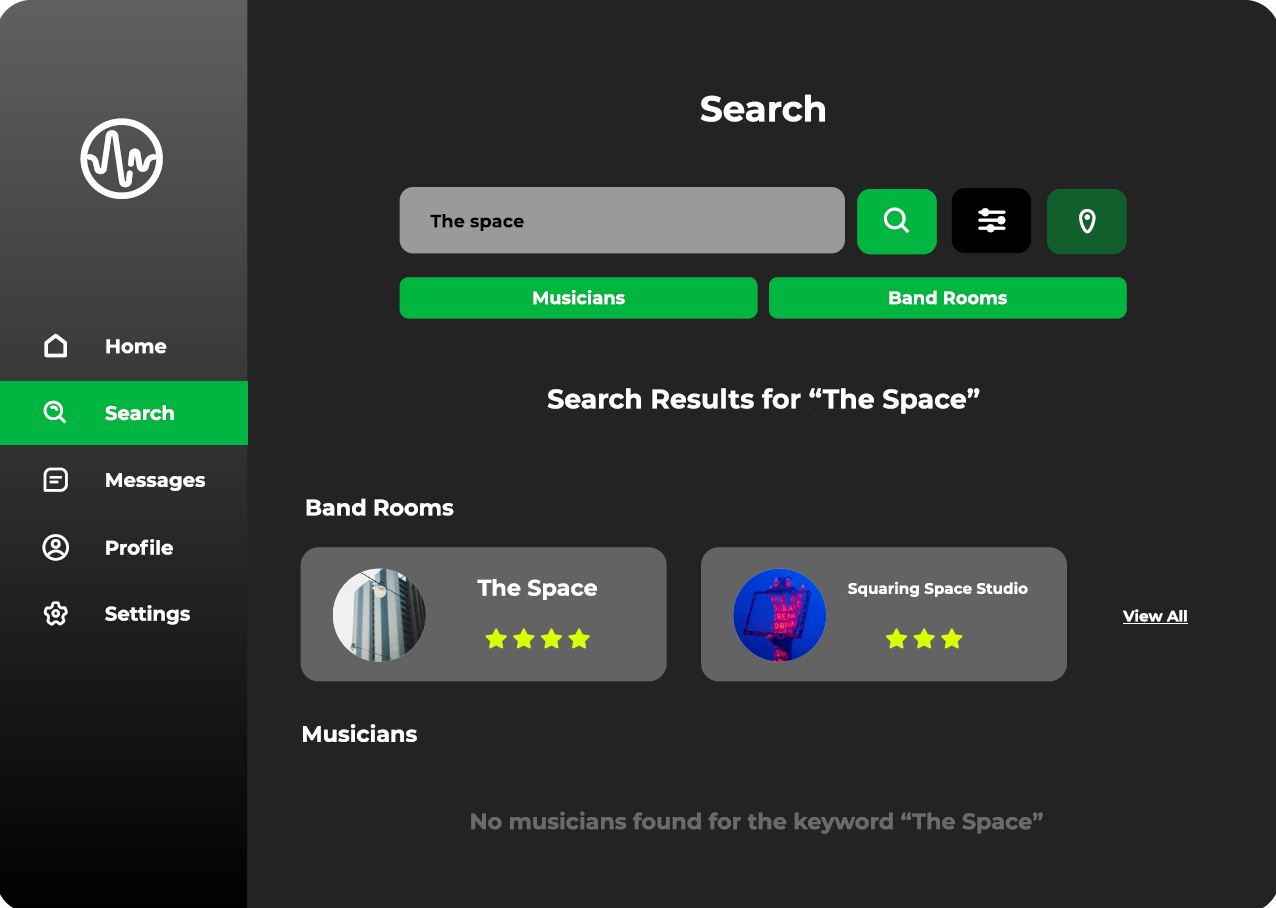 Search
The space
Musicians
Band Rooms
Home
Search
Messages
Profile
Settings
Search Results for “The Space”
Band Rooms
The Space
Squaring Space Studio
View All
Musicians
No musicians found for the keyword “The Space”